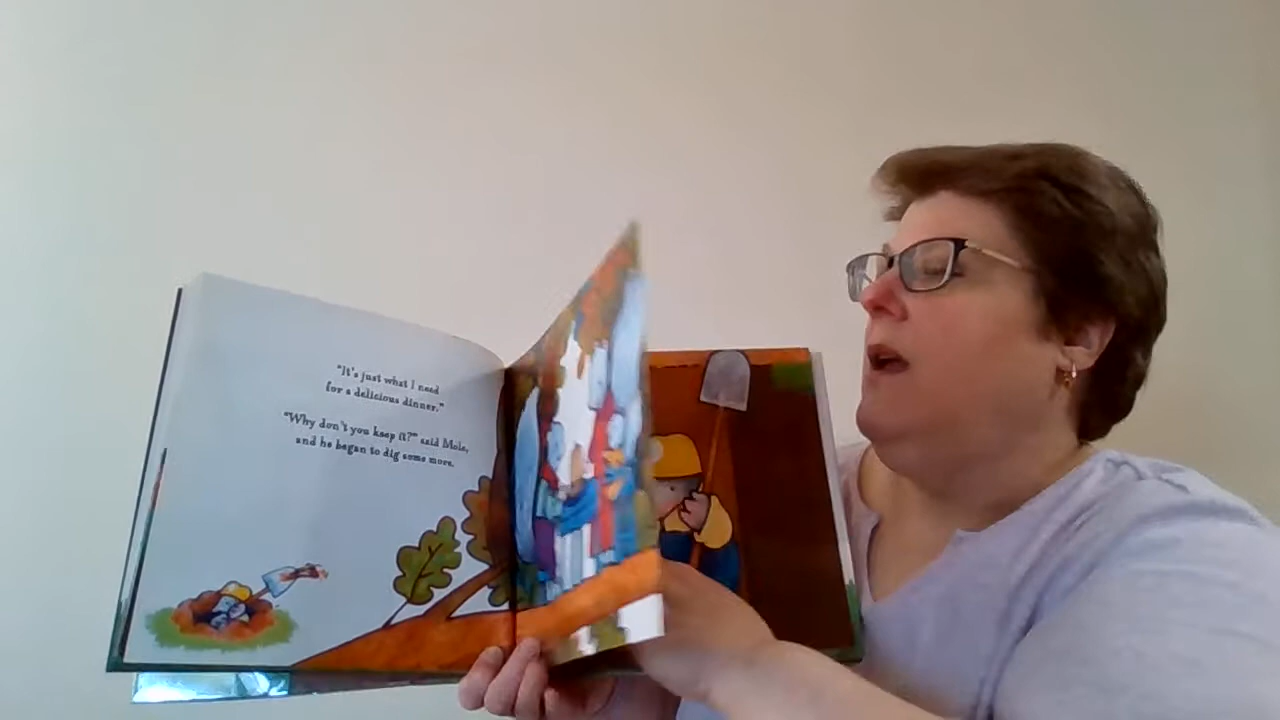 "It's just what I need
for a delicious dinner."
"Why don't you keep it?" said Mole,
and he began to dig some more.